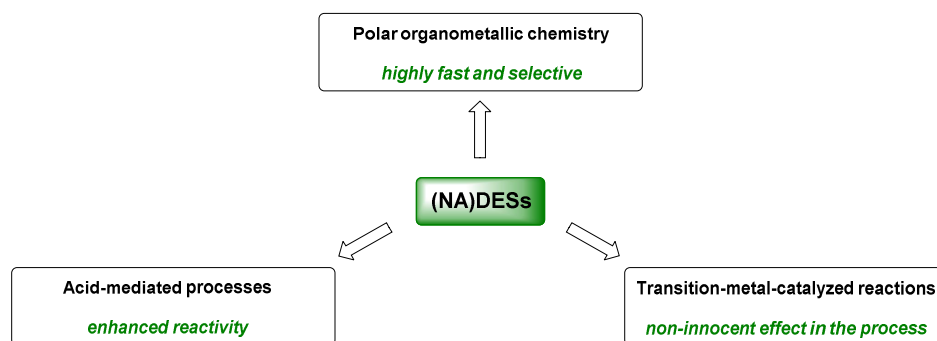 Polar organometallic chemistry
highly fast and selective
(NA)DESs
Acid-mediated processes
enhanced reactivity
Transition-metal-catalyzed reactions
non-innocent effect in the process